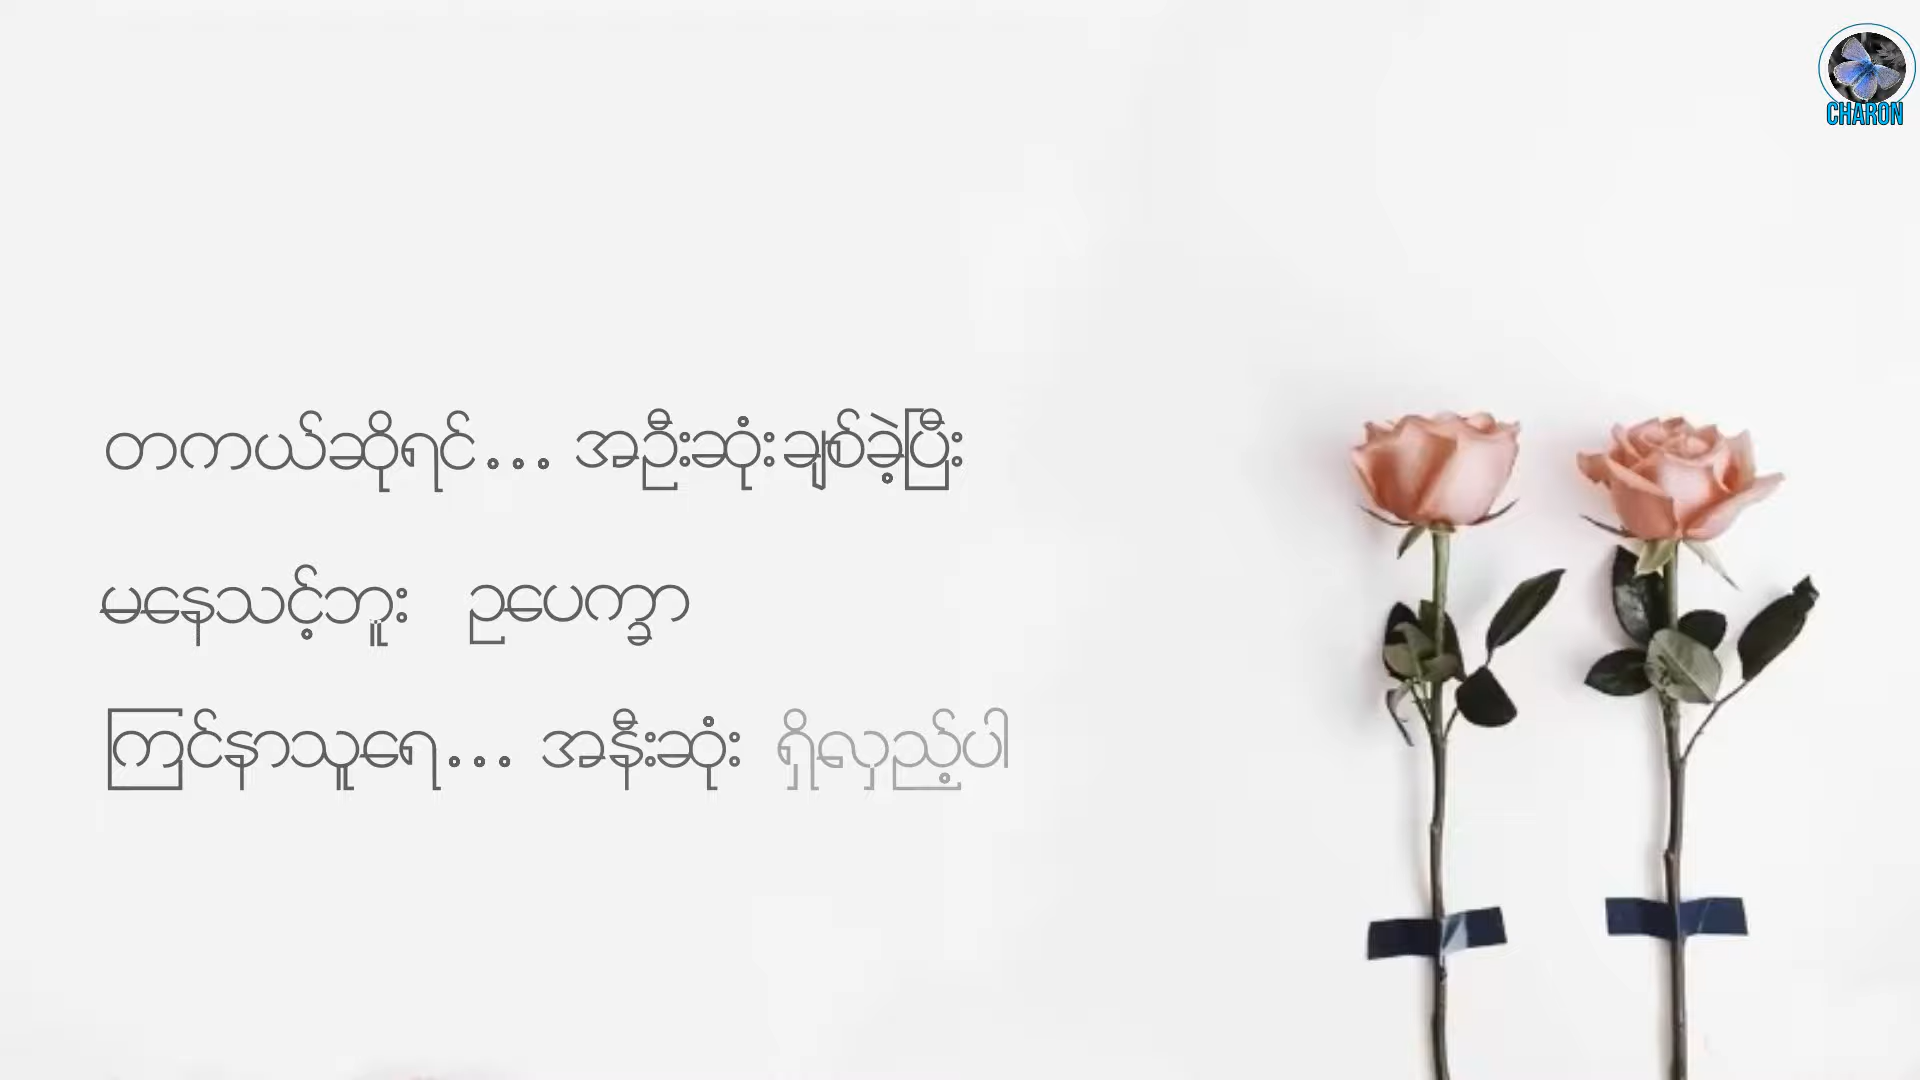 CHARON
တကယ်ဆိုရင်... အဦးဆုံးချစ်ခဲ့ပြီး
မနေသင့်ဘူး ဥပေက္ခာ
ကြင်နာသူရေ... အနီးဆုံး ရှိလှည့်ပါ